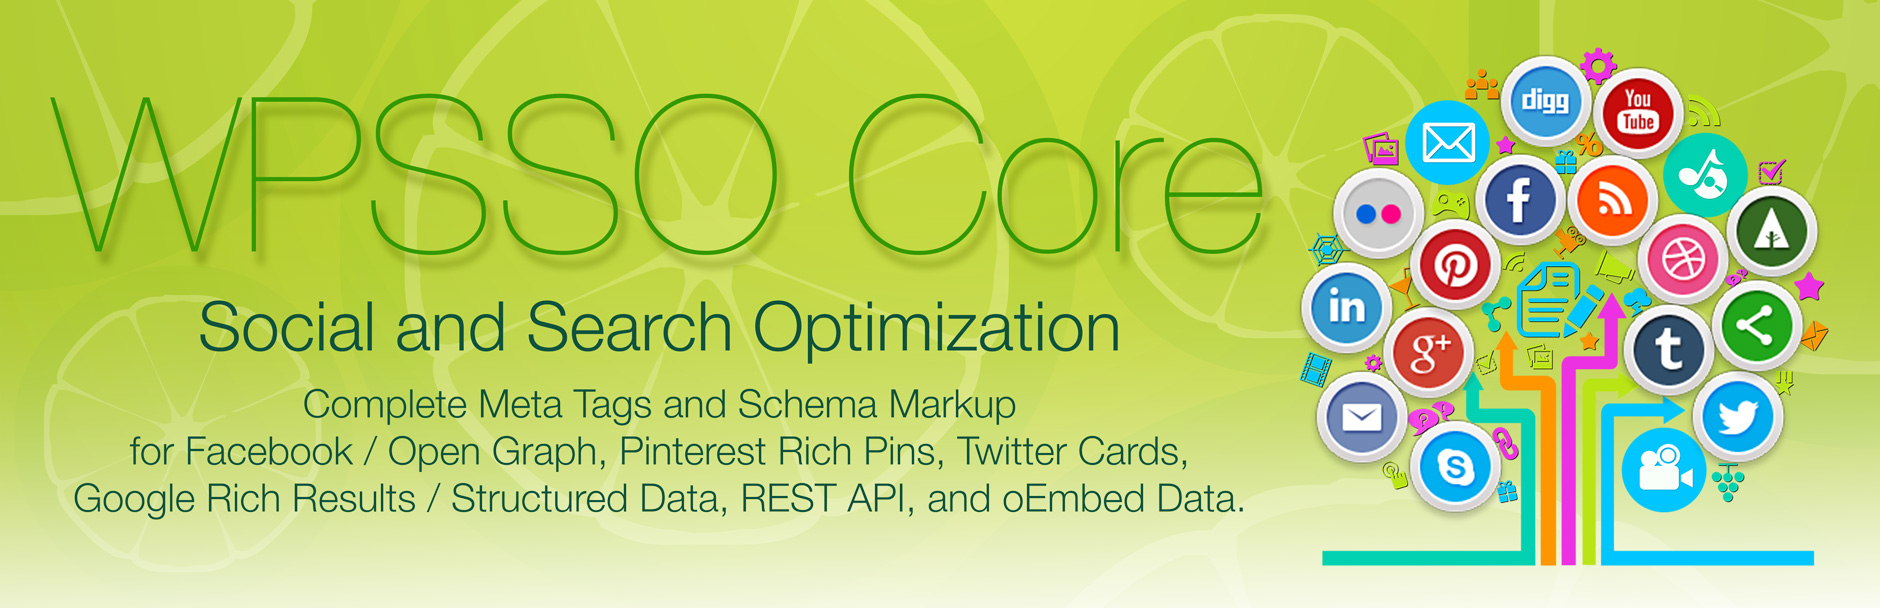 WPSSO Core
Social and Search Optimization
Complete Meta Tags and Schema Markup
for Facebook / Open Graph, Pinterest Rich Pins, Twitter Cards,
Google Rich Results / Structured Data, REST API, and oEmbed Data.
digg
You
Tube
f
in
g+
t
S
%